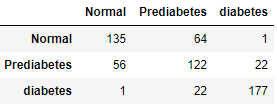 Normal Prediabetes diabetes
Normal 135 64 1
Prediabetes 56 122 22
diabetes 1 22 177